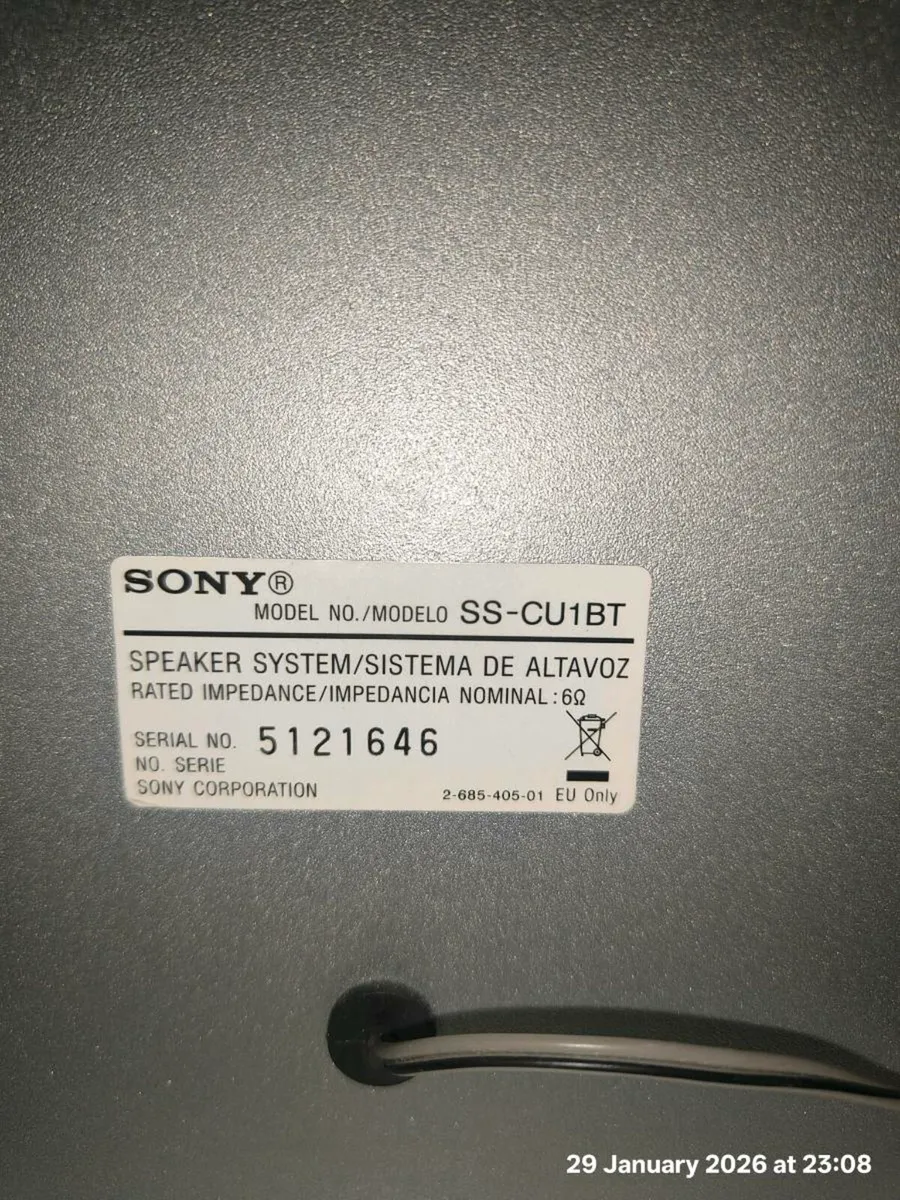 SONY®
MODEL NO./MODELO SS-CU1BT
SPEAKER SYSTEM/SISTEMA DE ALTAVOZ
RATED IMPEDANCE/IMPEDANCIA NOMINAL:6Ω
SERIAL NO. 5121646
NO. SERIE
SONY CORPORATION
2-685-405-01 EU Only
29 January 2026 at 23:08